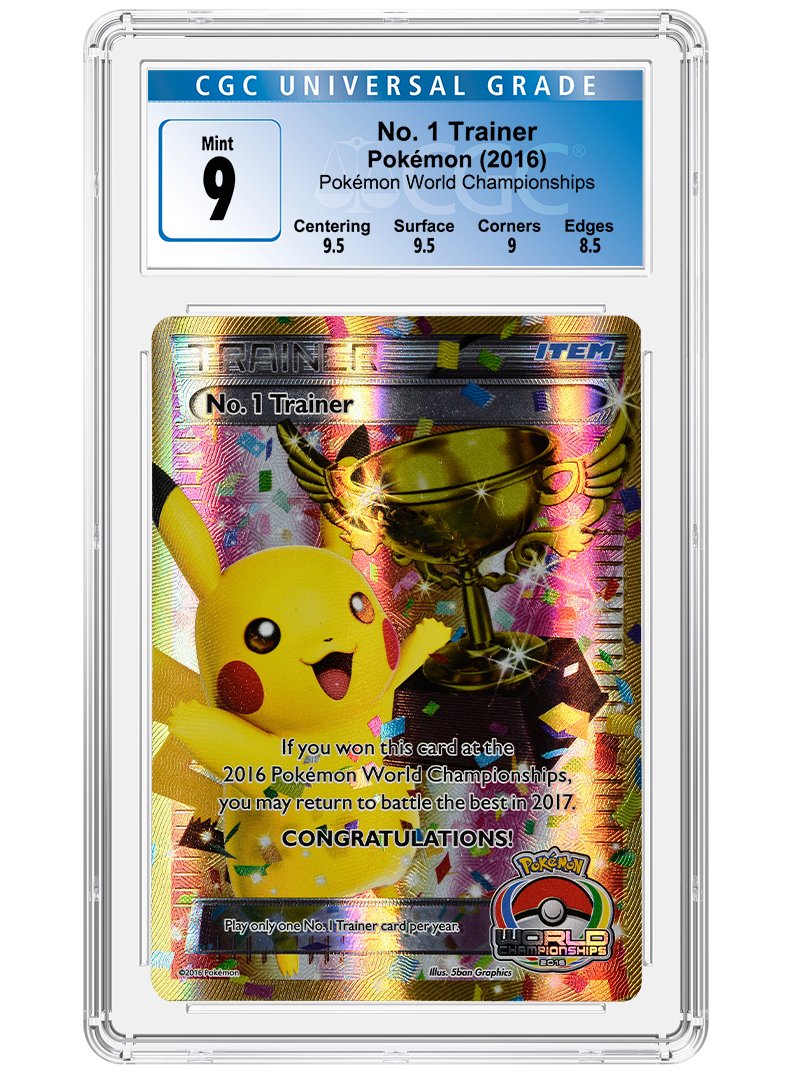 CGC UNIVERSAL GRADE
Mint
9
No. 1 Trainer
Pokémon (2016)
Pokémon World Championships
CGC®
Centering Surface Corners Edges
9.5 9.5 9 8.5
TRAINER ITEM
No. 1 Trainer
If you won this card at the
2016 Pokémon World Championships,
you may return to battle the best in 2017.
CONGRATULATIONS!
Pokémon
WORLD
CHAMPIONSHIPS
2016
Play only one No. 1 Trainer card per year.
©2016 Pokémon
Illus. 5ban Graphics